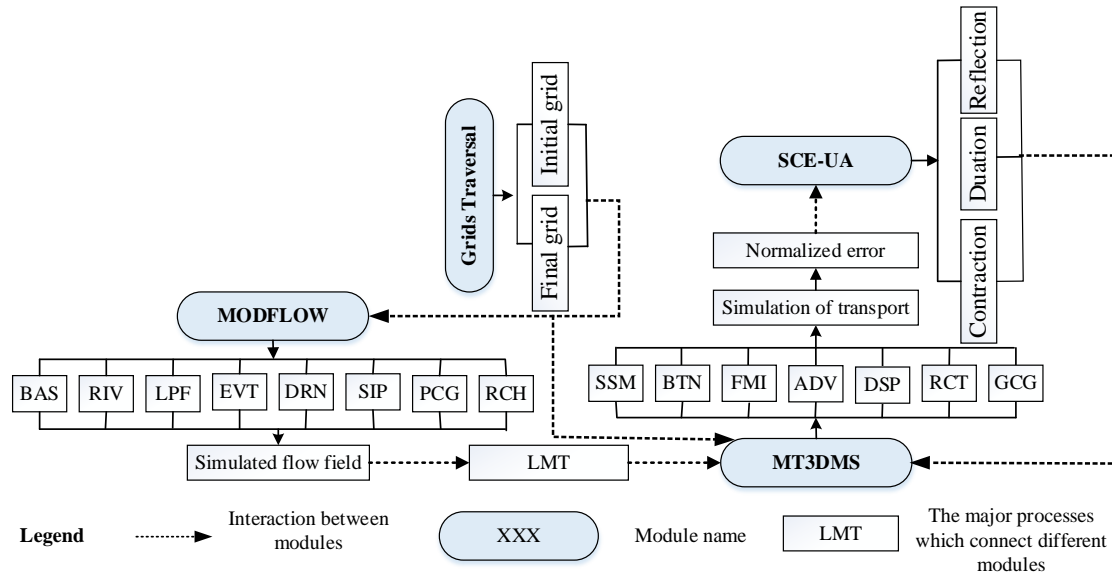 Grids Traversal
Initial grid
Final grid
SCE-UA
Reflection
Duation
Contraction
Normalized error
Simulation of transport
MODFLOW
BAS
RIV
LPF
EVT
DRN
SIP
PCG
RCH
SSM
BTN
FMI
ADV
DSP
RCT
GCG
Simulated flow field
LMT
MT3DMS
Legend
Interaction between
modules
XXX
Module name
LMT
The major processes
which connect different
modules